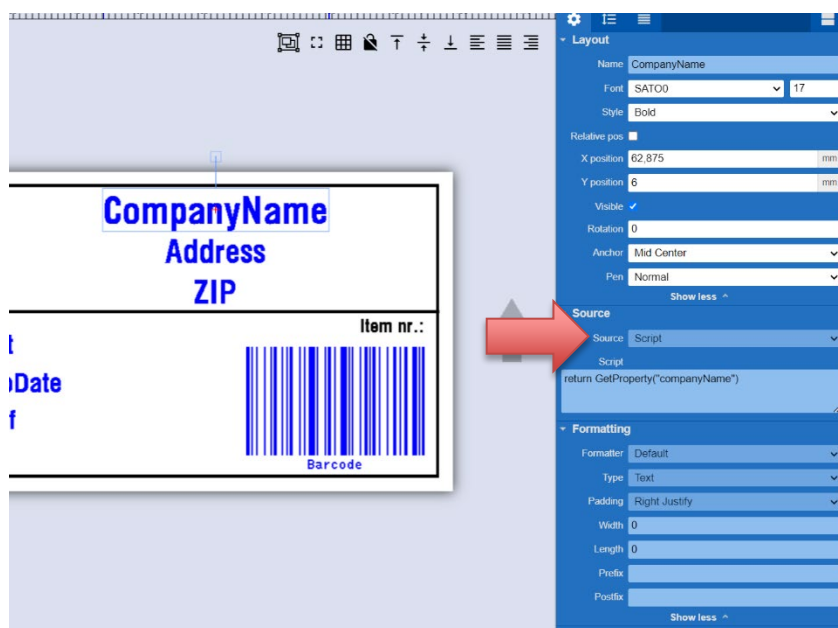 CompanyName
Address
ZIP
Item nr.:
t
oDate
f
Barcode
Layout
Name CompanyName
Font SATO0 17
Style Bold
Relative pos
X position 62,875 mm
Y position 6 mm
Visible
Rotation 0
Anchor Mid Center
Pen Normal
Show less
Source
Source Script
Script
return GetProperty("companyName")
Formatting
Formatter Default
Type Text
Padding Right Justify
Width 0
Length 0
Prefix
Postfix
Show less